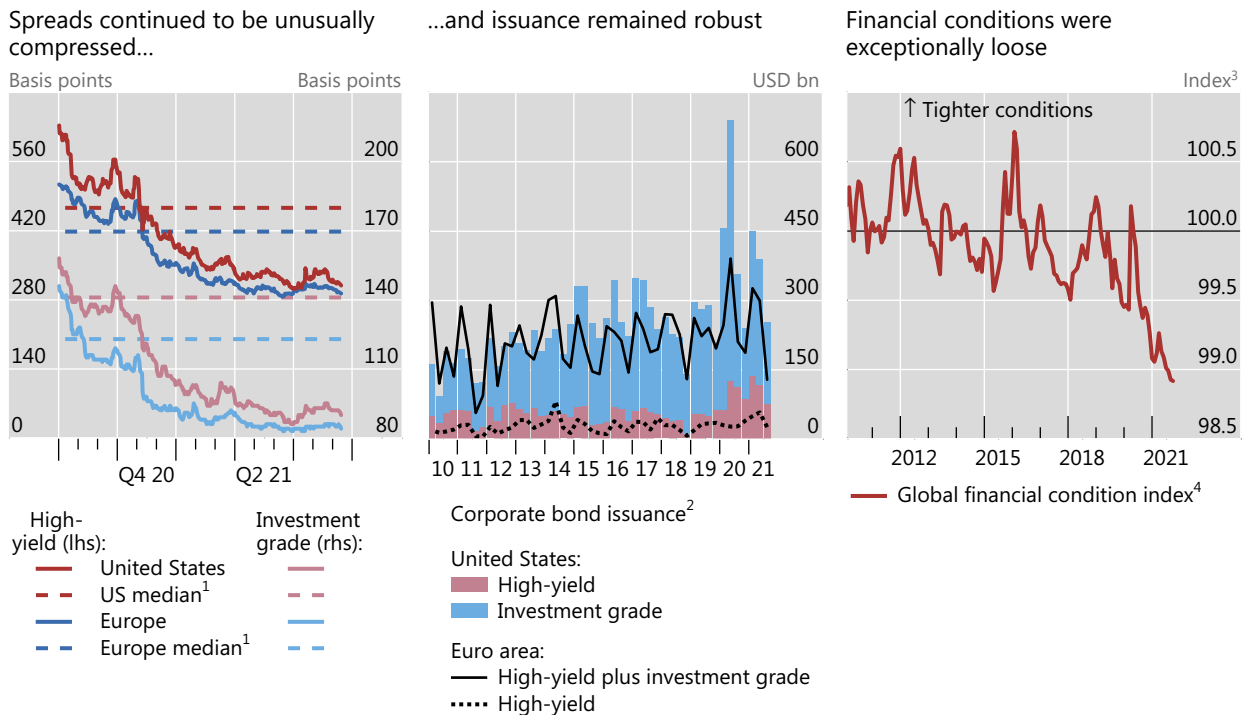 Spreads continued to be unusually
compressed…
Basis points Basis points
560 200
420 170
280 140
140 110
0 80
Q4 20 Q2 21
High-
yield (lhs):
Investment
grade (rhs):
United States
US median1
Europe
Europe median1
…and issuance remained robust
USD bn
600
450
300
150
0
10 11 12 13 14 15 16 17 18 19 20 21
Corporate bond issuance2
United States:
High-yield
Investment grade
Euro area:
High-yield plus investment grade
High-yield
Financial conditions were
exceptionally loose
Index3
↑ Tighter conditions
100.5
100.0
99.5
99.0
98.5
2012 2015 2018 2021
Global financial condition index4